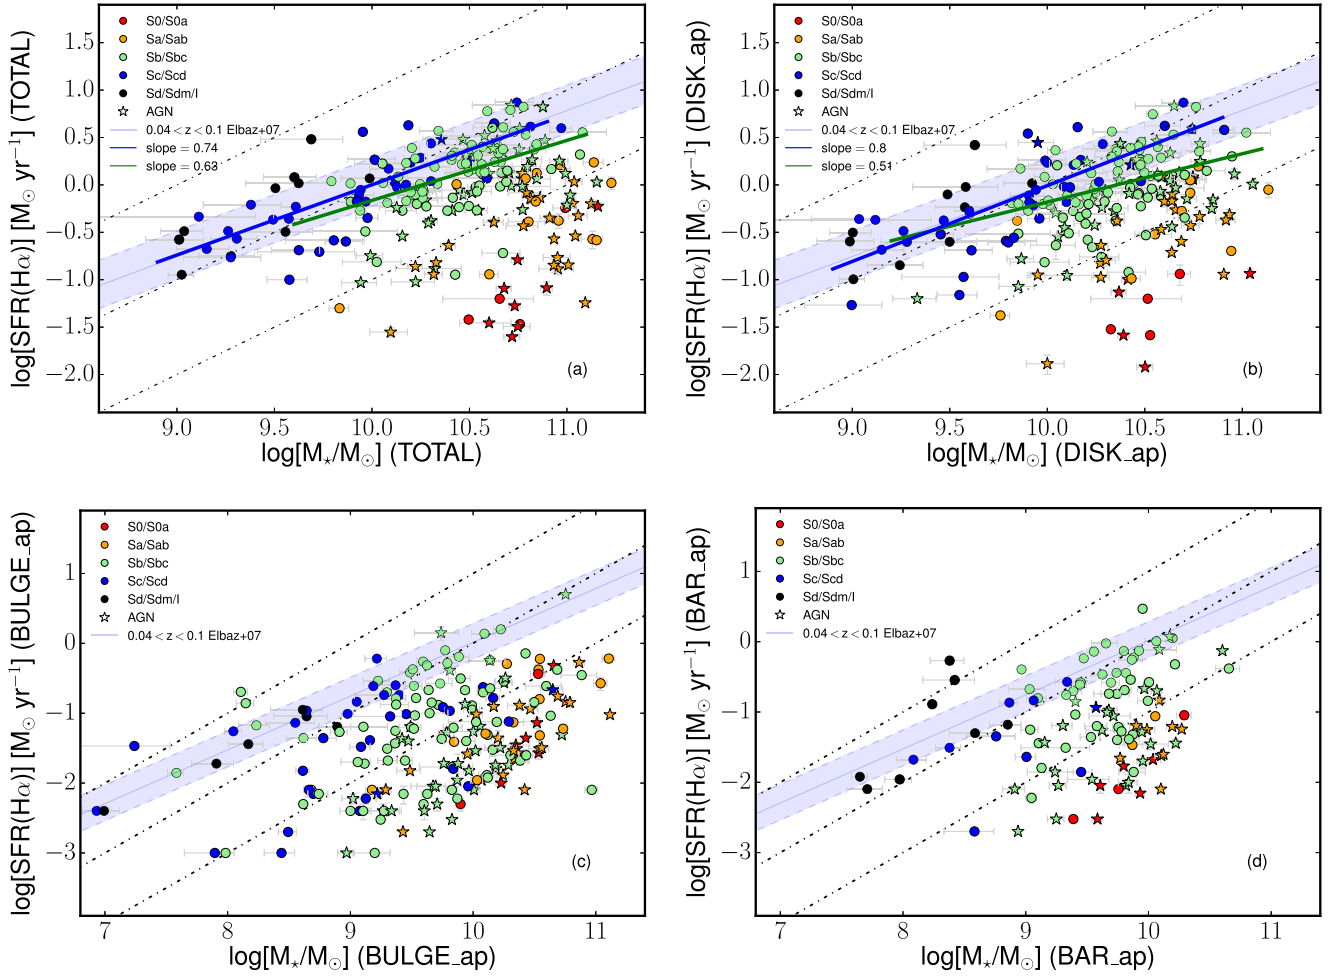 S0/S0a
Sa/Sab
Sb/Sbc
Sc/Scd
Sd/Sdm/I
AGN
0.04 < z < 0.1 Elbaz+07
slope = 0.74
slope = 0.63
(a)
1.5
1.0
0.5
0.0
−0.5
−1.0
−1.5
−2.0
9.0 9.5 10.0 10.5 11.0
log[M⋆/M⊙] (TOTAL)
log[SFR(Hα)] [M⊙ yr⁻¹] (TOTAL)
S0/S0a
Sa/Sab
Sb/Sbc
Sc/Scd
Sd/Sdm/I
AGN
0.04 < z < 0.1 Elbaz+07
slope = 0.8
slope = 0.51
(b)
1.5
1.0
0.5
0.0
−0.5
−1.0
−1.5
−2.0
9.0 9.5 10.0 10.5 11.0
log[M⋆/M⊙] (DISK_ap)
log[SFR(Hα)] [M⊙ yr⁻¹] (DISK_ap)
S0/S0a
Sa/Sab
Sb/Sbc
Sc/Scd
Sd/Sdm/I
AGN
0.04 < z < 0.1 Elbaz+07
(c)
1
0
−1
−2
−3
7 8 9 10 11
log[M⋆/M⊙] (BULGE_ap)
log[SFR(Hα)] [M⊙ yr⁻¹] (BULGE_ap)
S0/S0a
Sa/Sab
Sb/Sbc
Sc/Scd
Sd/Sdm/I
AGN
0.04 < z < 0.1 Elbaz+07
(d)
1
0
−1
−2
−3
7 8 9 10 11
log[M⋆/M⊙] (BAR_ap)
log[SFR(Hα)] [M⊙ yr⁻¹] (BAR_ap)